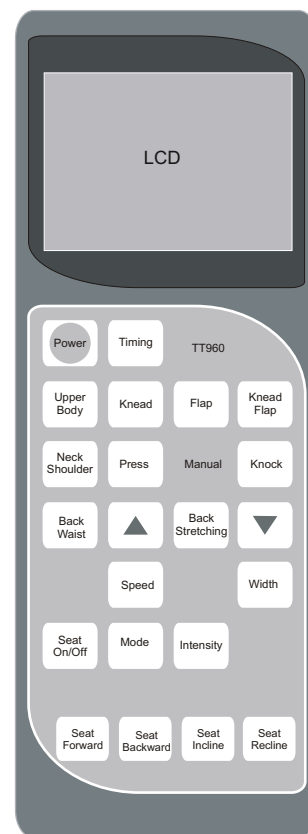 LCD
Power
Timing
TT960
Upper
Body
Knead
Flap
Knead
Flap
Neck
Shoulder
Press
Manual
Knock
Back
Waist
Back
Stretching
Speed
Width
Seat
On/Off
Mode
Intensity
Seat
Forward
Seat
Backward
Seat
Incline
Seat
Recline